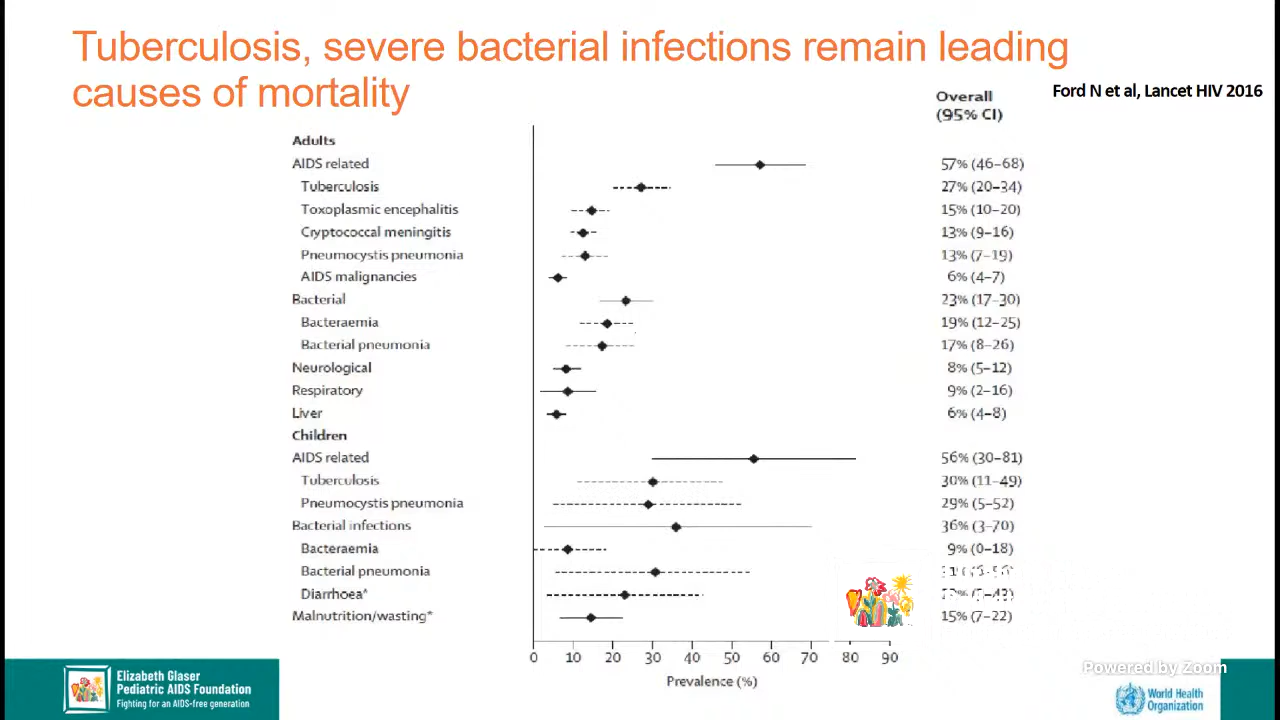 Tuberculosis, severe bacterial infections remain leading
causes of mortality
Ford N et al, Lancet HIV 2016
Overall
(95% CI)
Adults
AIDS related 57% (46–68)
Tuberculosis 27% (20–34)
Toxoplasmic encephalitis 15% (10–20)
Cryptococcal meningitis 13% (9–16)
Pneumocystis pneumonia 13% (7–19)
AIDS malignancies 6% (4–7)
Bacterial 23% (17–30)
Bacteraemia 19% (12–25)
Bacterial pneumonia 17% (8–26)
Neurological 8% (5–12)
Respiratory 9% (2–16)
Liver 6% (4–8)
Children
AIDS related 56% (30–81)
Tuberculosis 30% (11–49)
Pneumocystis pneumonia 29% (5–52)
Bacterial infections 36% (3–70)
Bacteraemia 9% (0–18)
Bacterial pneumonia
Diarrhoea*
Malnutrition/wasting* 15% (7–22)
0 10 20 30 40 50 60 70 80 90
Prevalence (%)
Elizabeth Glaser
Pediatric AIDS Foundation
Fighting for an AIDS-free generation
Powered by Zoom
World Health
Organization